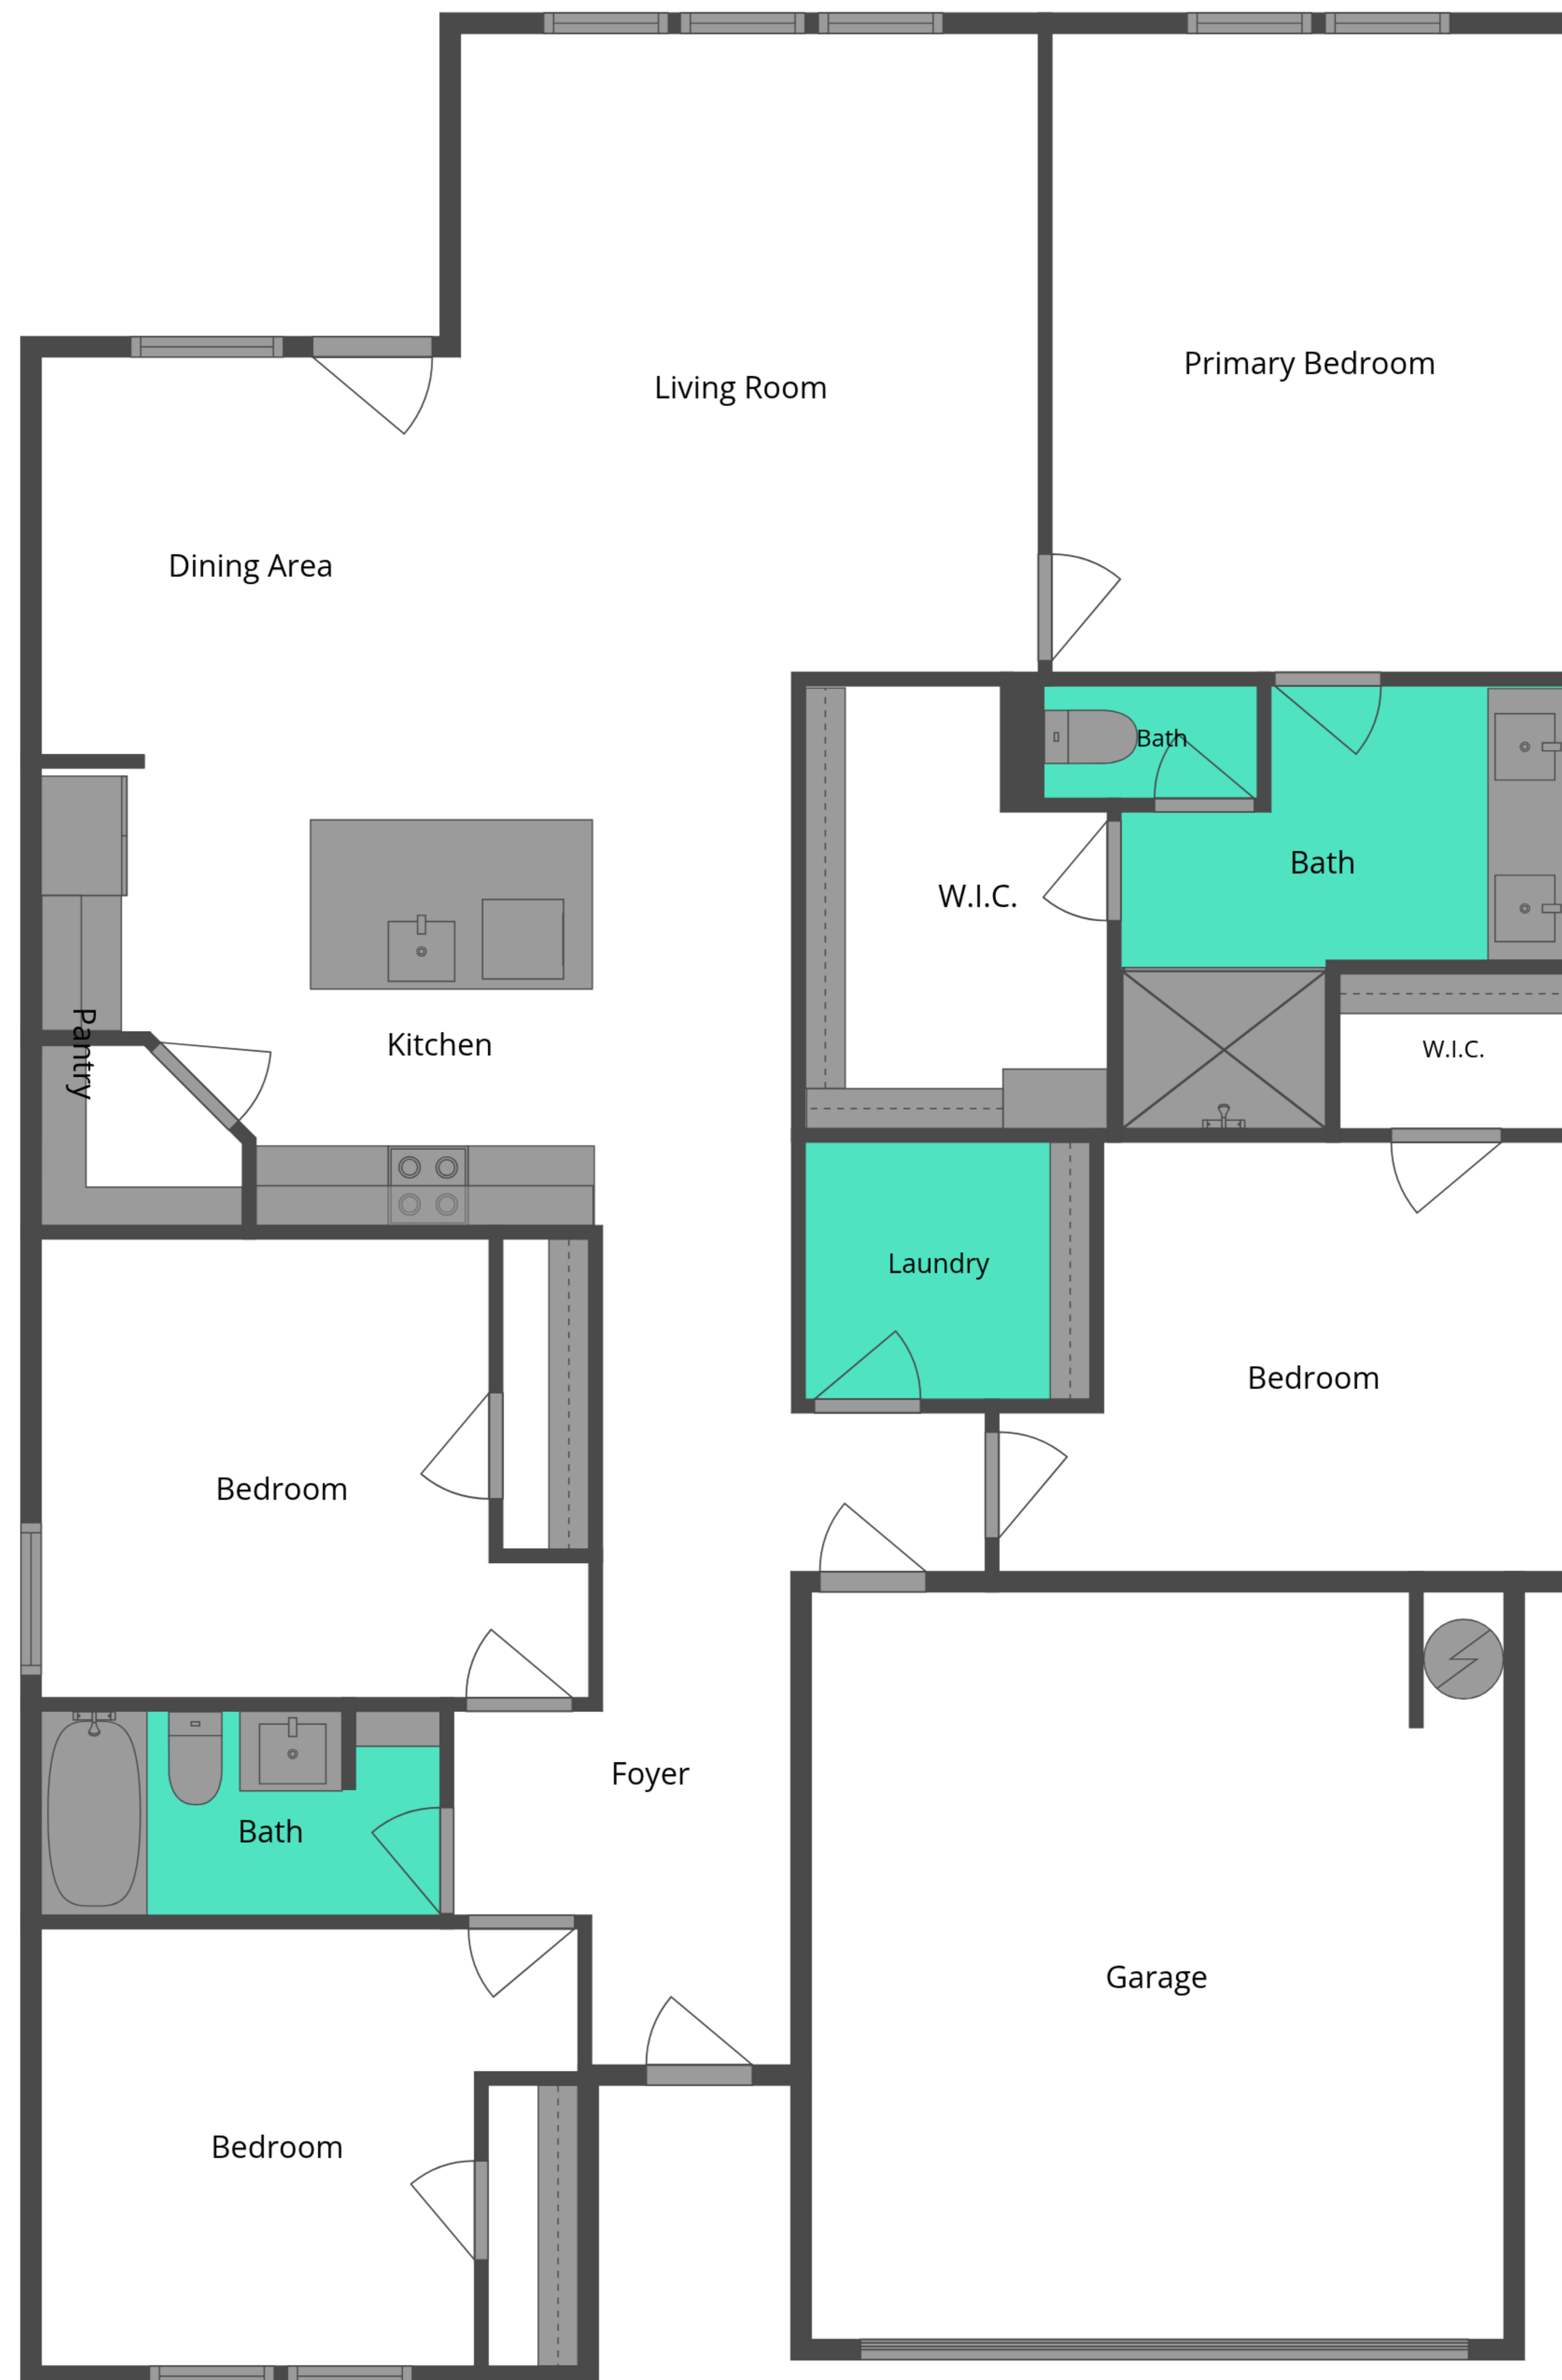 Living Room
Primary Bedroom
Dining Area
Bath
Bath
W.I.C.
Kitchen
Pantry
W.I.C.
Laundry
Bedroom
Bedroom
Foyer
Bath
Garage
Bedroom